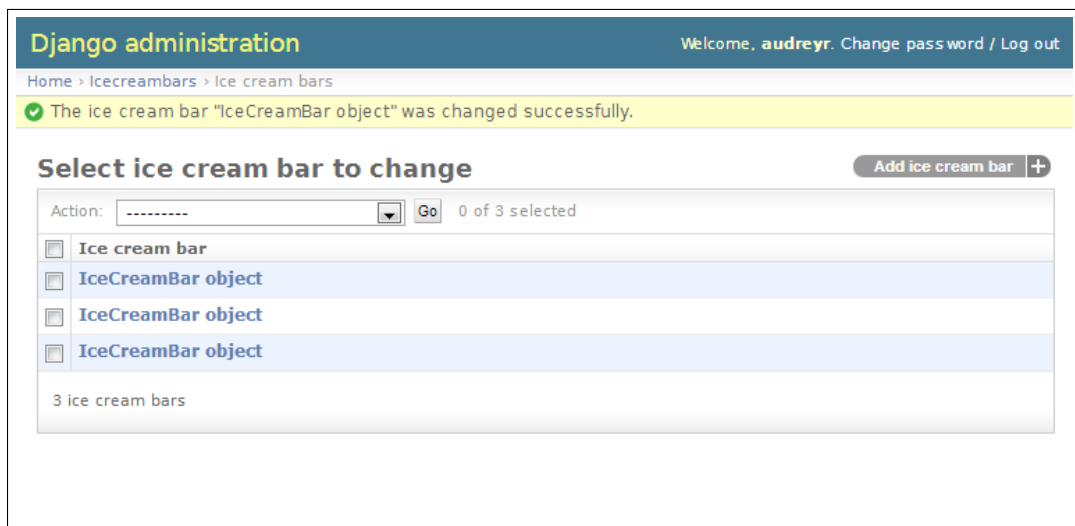 Django administration
Welcome, audreyr. Change password / Log out
Home › Icecreambars › Ice cream bars
The ice cream bar "IceCreamBar object" was changed successfully.
Select ice cream bar to change
Add ice cream bar +
Action: --------- Go 0 of 3 selected
Ice cream bar
IceCreamBar object
IceCreamBar object
IceCreamBar object
3 ice cream bars